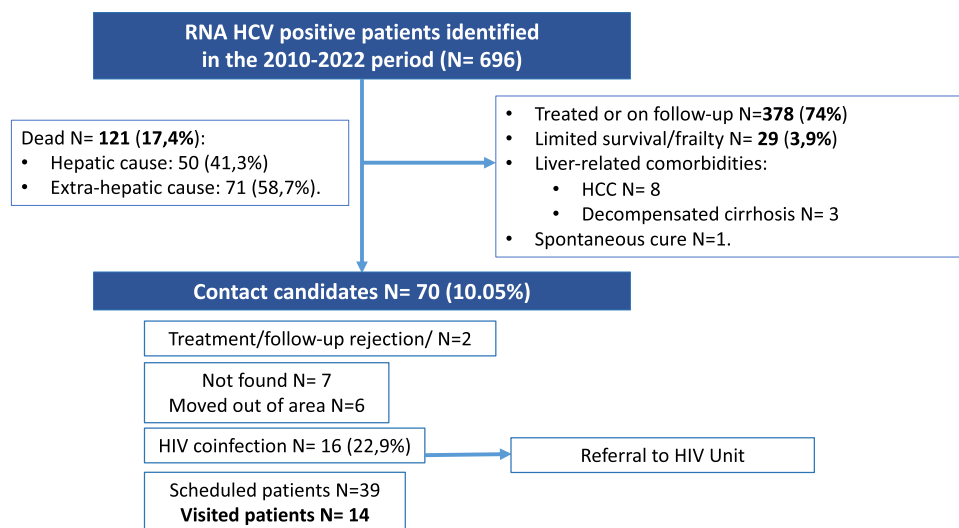 RNA HCV positive patients identified
in the 2010-2022 period (N= 696)
Dead N= 121 (17,4%):
• Hepatic cause: 50 (41,3%)
• Extra-hepatic cause: 71 (58,7%).
• Treated or on follow-up N=378 (74%)
• Limited survival/frailty N= 29 (3,9%)
• Liver-related comorbidities:
• HCC N= 8
• Decompensated cirrhosis N= 3
• Spontaneous cure N=1.
Contact candidates N= 70 (10.05%)
Treatment/follow-up rejection/ N=2
Not found N= 7
Moved out of area N=6
HIV coinfection N= 16 (22,9%)
Referral to HIV Unit
Scheduled patients N=39
Visited patients N= 14